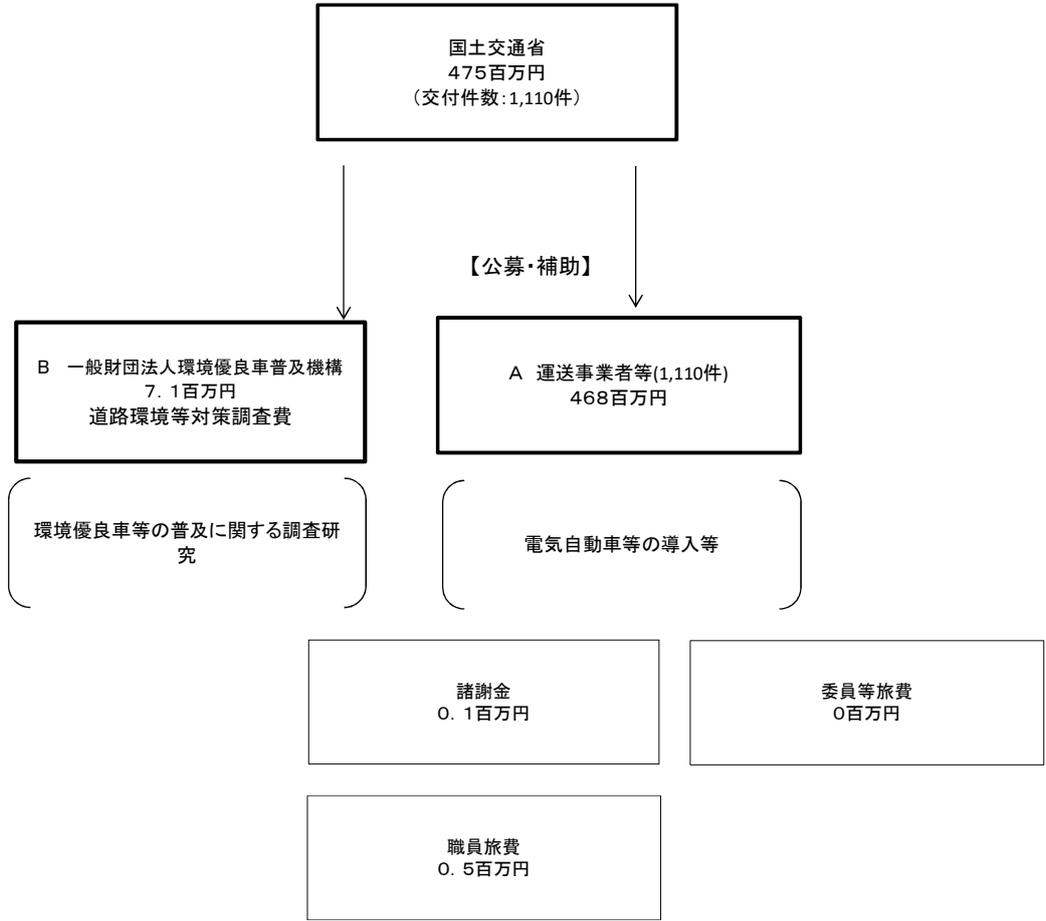 国土交通省
475百万円
（交付件数：1,110件）
【公募・補助】
B　一般財団法人環境優良車普及機構
7．1百万円
道路環境等対策調査費
A　運送事業者等(1,110件)
468百万円
環境優良車等の普及に関する調査研
究
電気自動車等の導入等
諸謝金
0．1百万円
委員等旅費
0百万円
職員旅費
0．5百万円